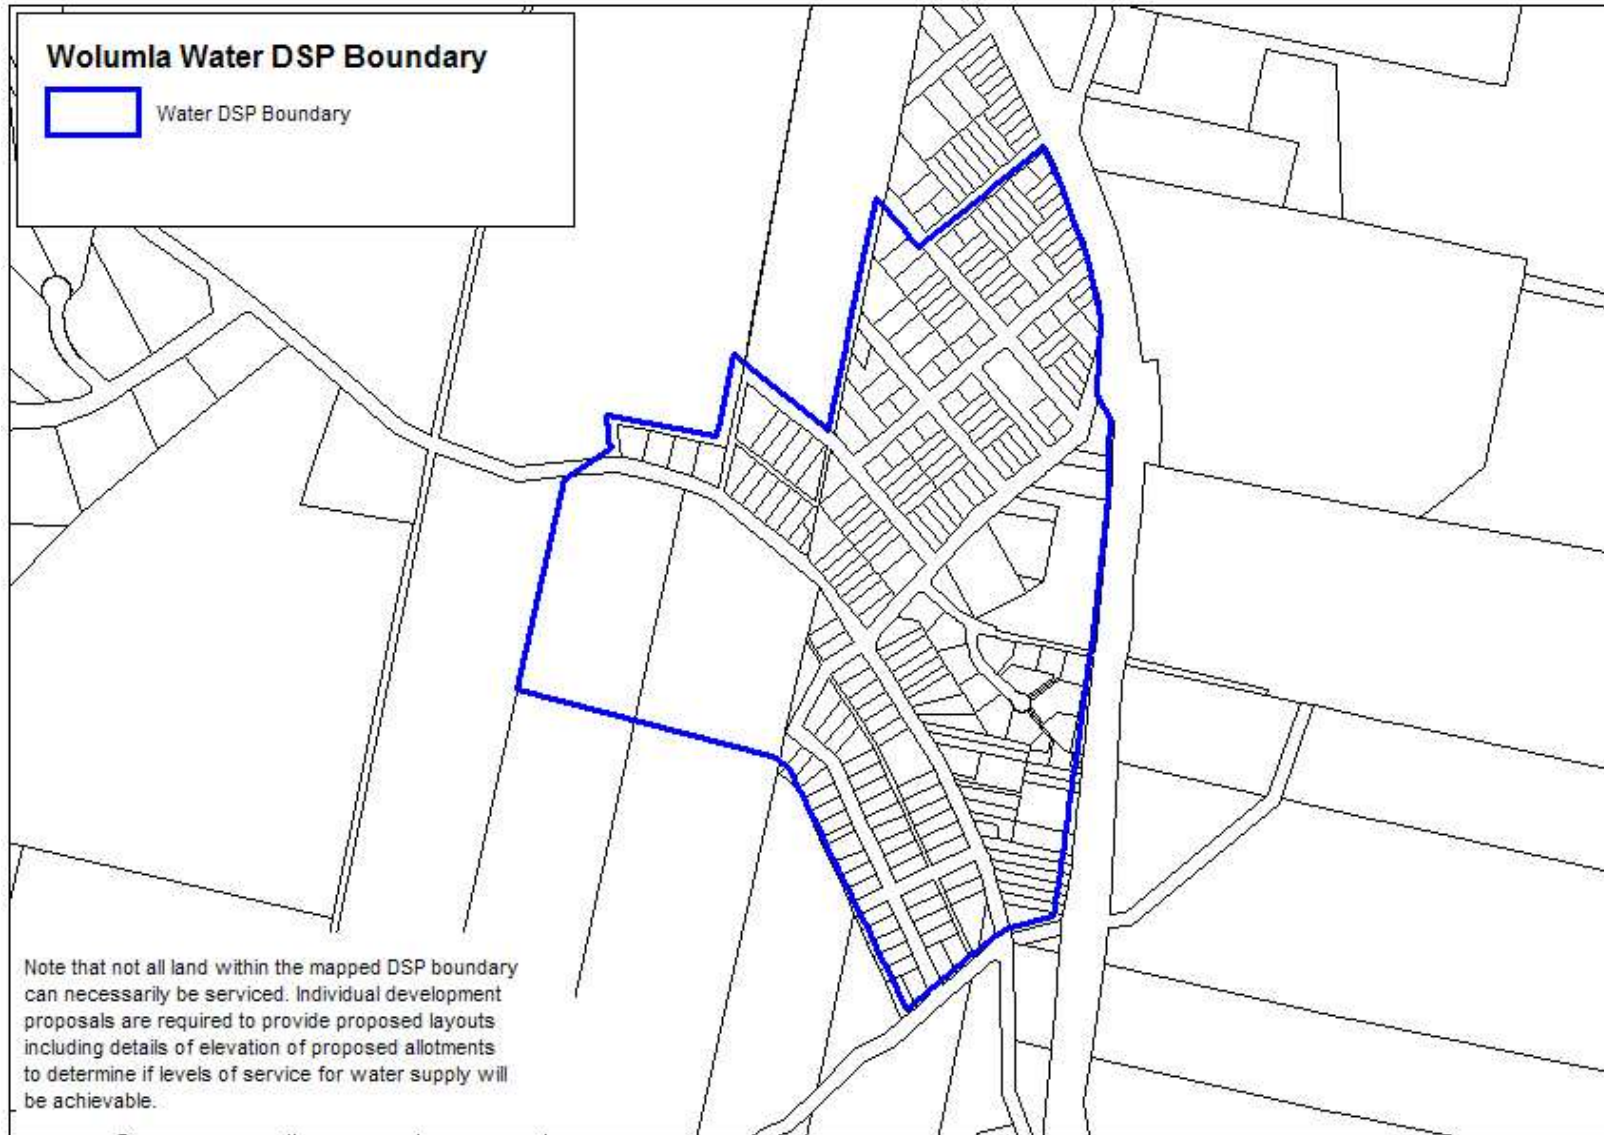 Wolumla Water DSP Boundary
Water DSP Boundary
Note that not all land within the mapped DSP boundary
can necessarily be serviced. Individual development
proposals are required to provide proposed layouts
including details of elevation of proposed allotments
to determine if levels of service for water supply will
be achievable.